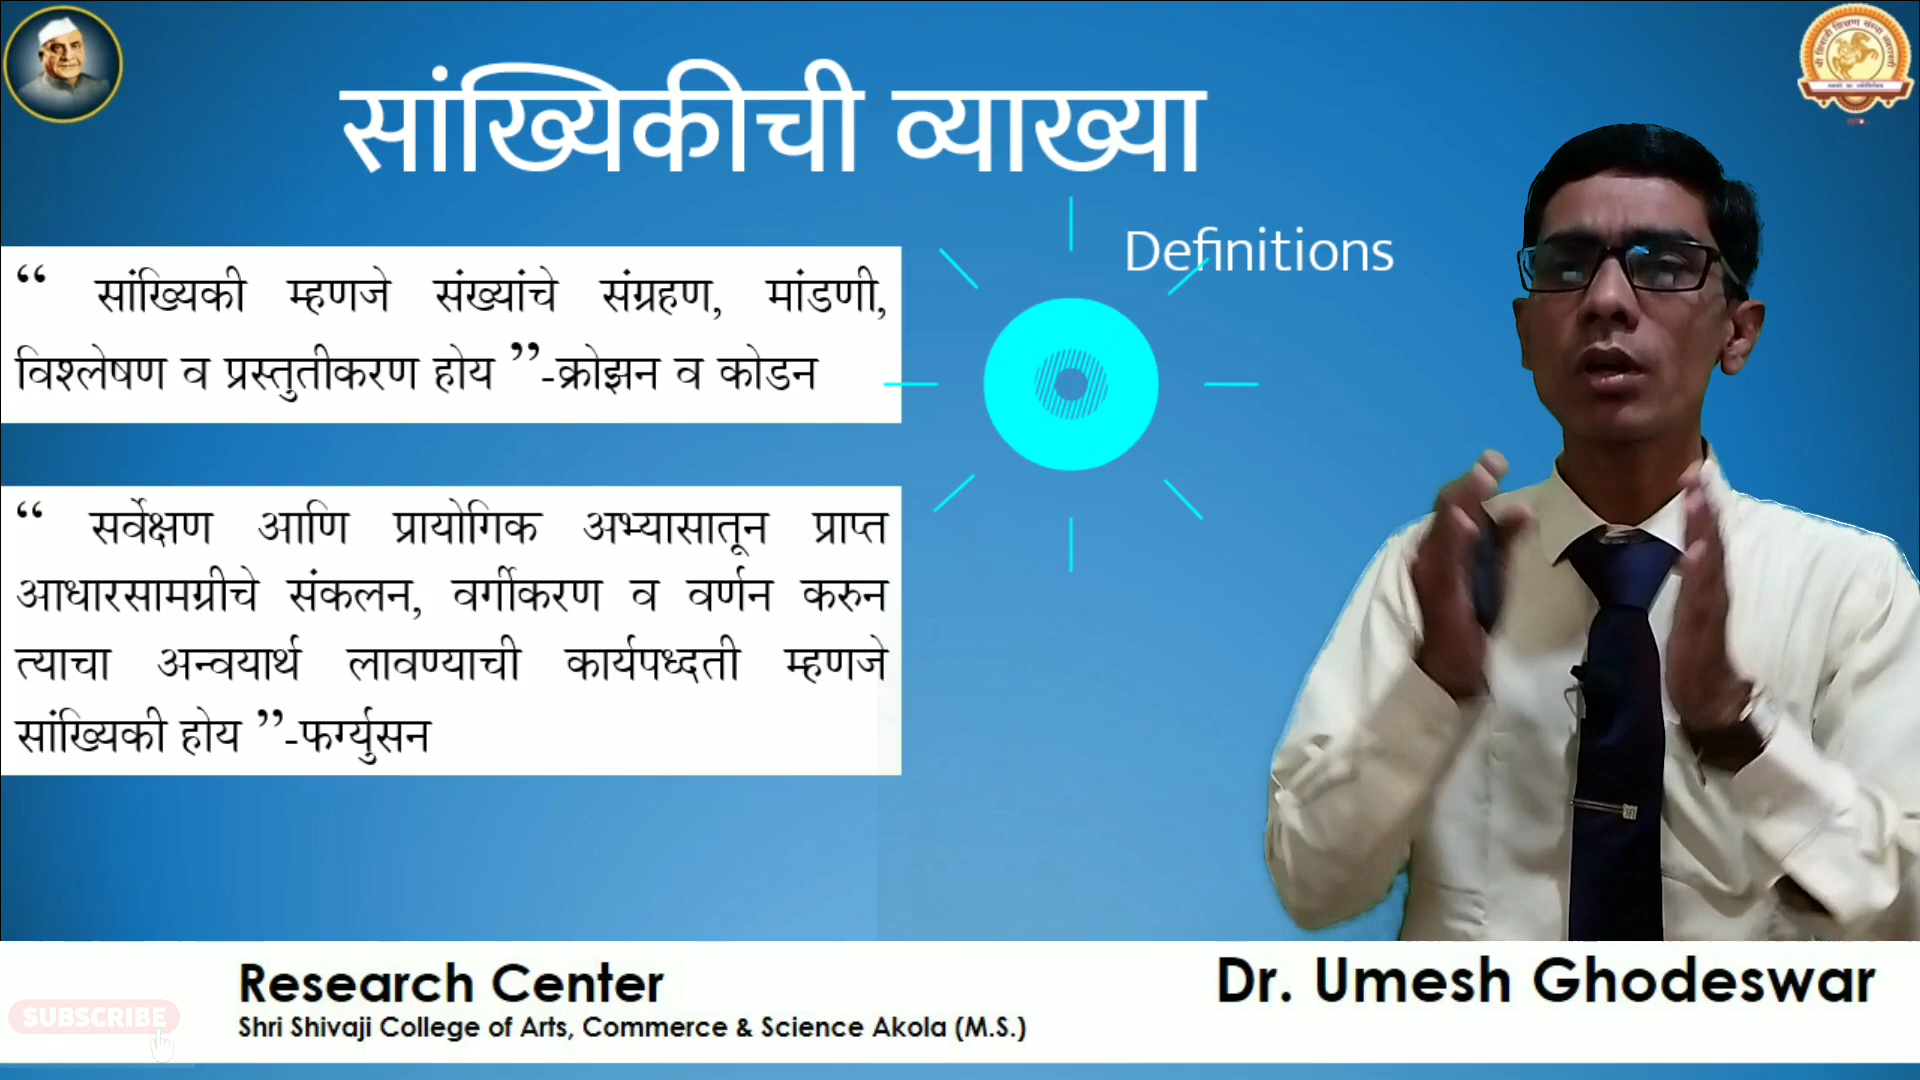 सांख्यिकीची व्याख्या
Definitions
“ सांख्यिकी म्हणजे संख्यांचे संग्रहण, मांडणी,
विश्लेषण व प्रस्तुतीकरण होय ”-क्रोझन व कोडन
“ सर्वेक्षण आणि प्रायोगिक अभ्यासातून प्राप्त
आधारसामग्रीचे संकलन, वर्गीकरण व वर्णन करुन
त्याचा अन्वयार्थ लावण्याची कार्यपध्दती म्हणजे
सांख्यिकी होय ”-फर्ग्युसन
Research Center
Shri Shivaji College of Arts, Commerce & Science Akola (M.S.)
Dr. Umesh Ghodeswar
SUBSCRIBE